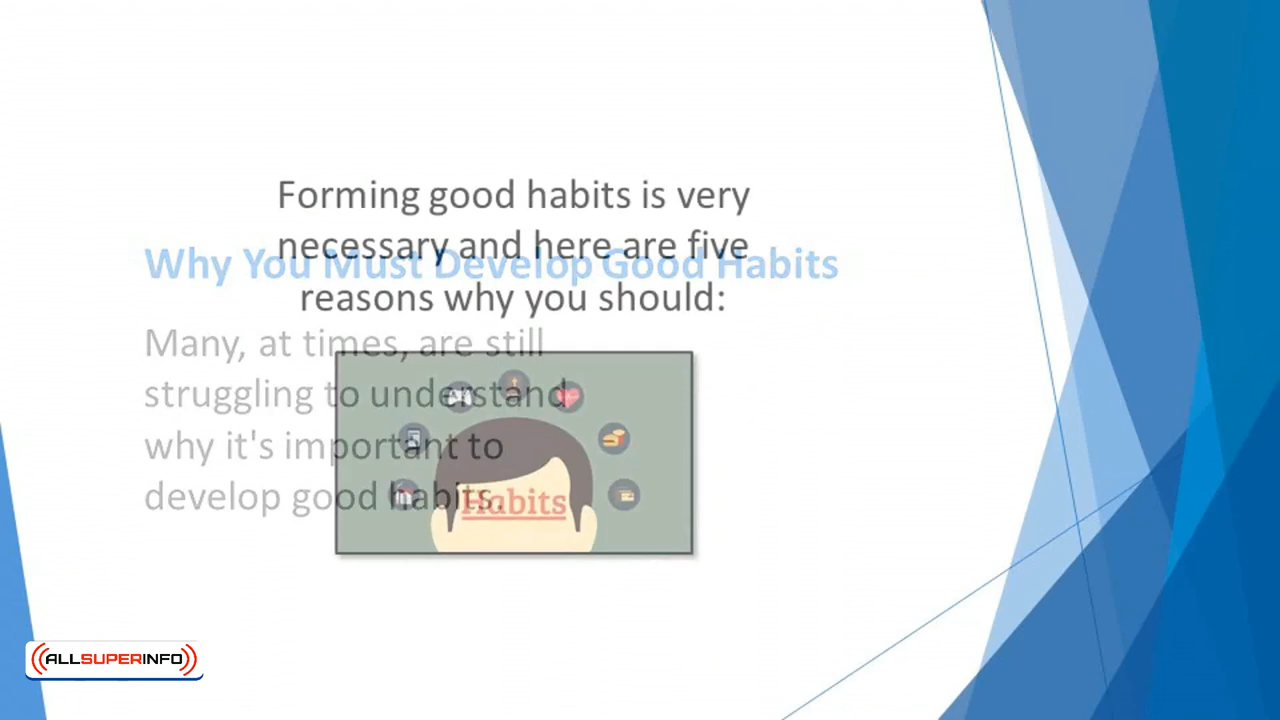 Forming good habits is very
necessary and here are five
reasons why you should:
Why You Must Develop Good Habits
Many, at times, are still
struggling to understand
why it's important to
develop good habits.
Habits
ALLSUPERINFO